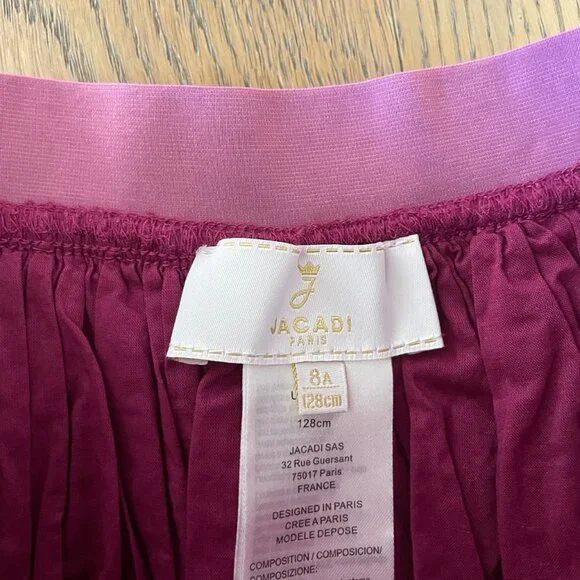 J
JACADI
PARIS
8A
128cm
U
128cm
JACADI SAS
32 Rue Guersant
75017 Paris
FRANCE
DESIGNED IN PARIS
CREE A PARIS
MODELE DEPOSE
COMPOSITION / COMPOSICION/
COMPOSIZIONE: